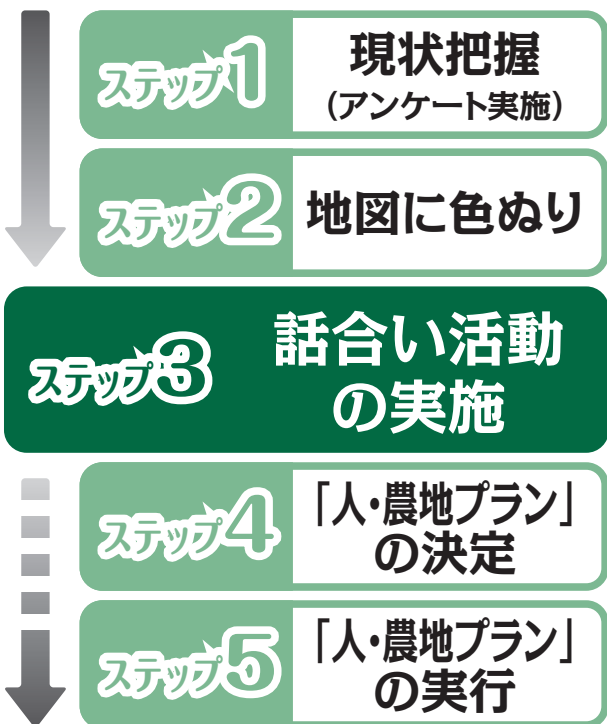 ステップ1
現状把握
(アンケート実施)
ステップ2
地図に色ぬり
ステップ3
話合い活動
の実施
ステップ4
「人・農地プラン」
の決定
ステップ5
「人・農地プラン」
の実行